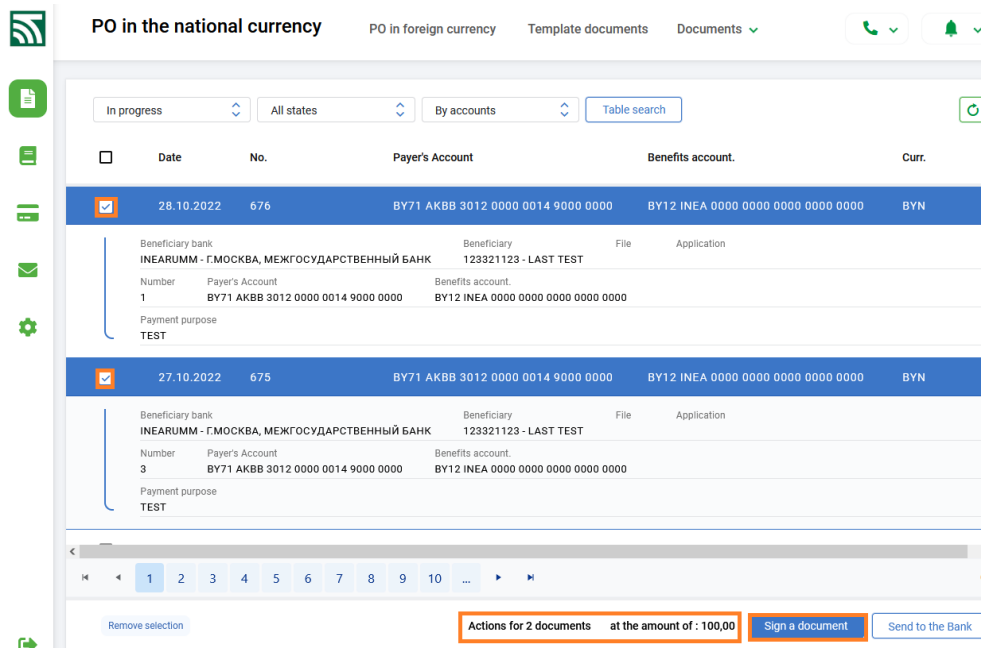 PO in the national currency PO in foreign currency Template documents Documents
In progress All states By accounts Table search
Date No. Payer's Account Benefits account. Curr.
28.10.2022 676 BY71 AKBB 3012 0000 0014 9000 0000 BY12 INEA 0000 0000 0000 0000 0000 BYN
Beneficiary bank Beneficiary File Application
INEARUMM - Г.МОСКВА, МЕЖГОСУДАРСТВЕННЫЙ БАНК 123321123 - LAST TEST
Number Payer's Account Benefits account.
1 BY71 AKBB 3012 0000 0014 9000 0000 BY12 INEA 0000 0000 0000 0000 0000
Payment purpose
TEST
27.10.2022 675 BY71 AKBB 3012 0000 0014 9000 0000 BY12 INEA 0000 0000 0000 0000 0000 BYN
Beneficiary bank Beneficiary File Application
INEARUMM - Г.МОСКВА, МЕЖГОСУДАРСТВЕННЫЙ БАНК 123321123 - LAST TEST
Number Payer's Account Benefits account.
3 BY71 AKBB 3012 0000 0014 9000 0000 BY12 INEA 0000 0000 0000 0000 0000
Payment purpose
TEST
1 2 3 4 5 6 7 8 9 10 ...
Remove selection Actions for 2 documents at the amount of : 100,00 Sign a document Send to the Bank